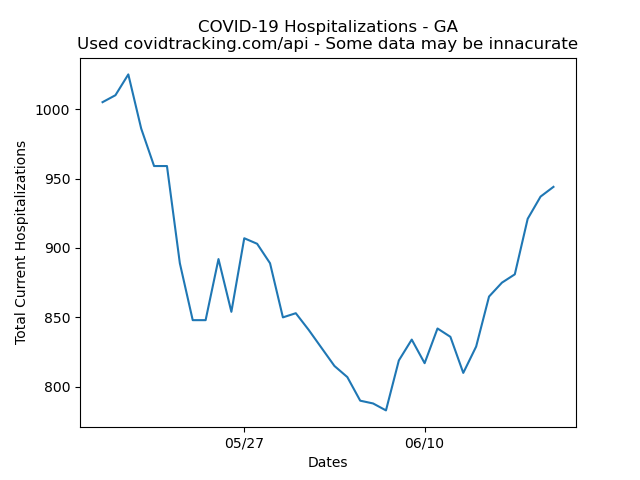 COVID-19 Hospitalizations - GA
Used covidtracking.com/api - Some data may be innacurate
1000
950
900
850
800
Total Current Hospitalizations
05/27
06/10
Dates